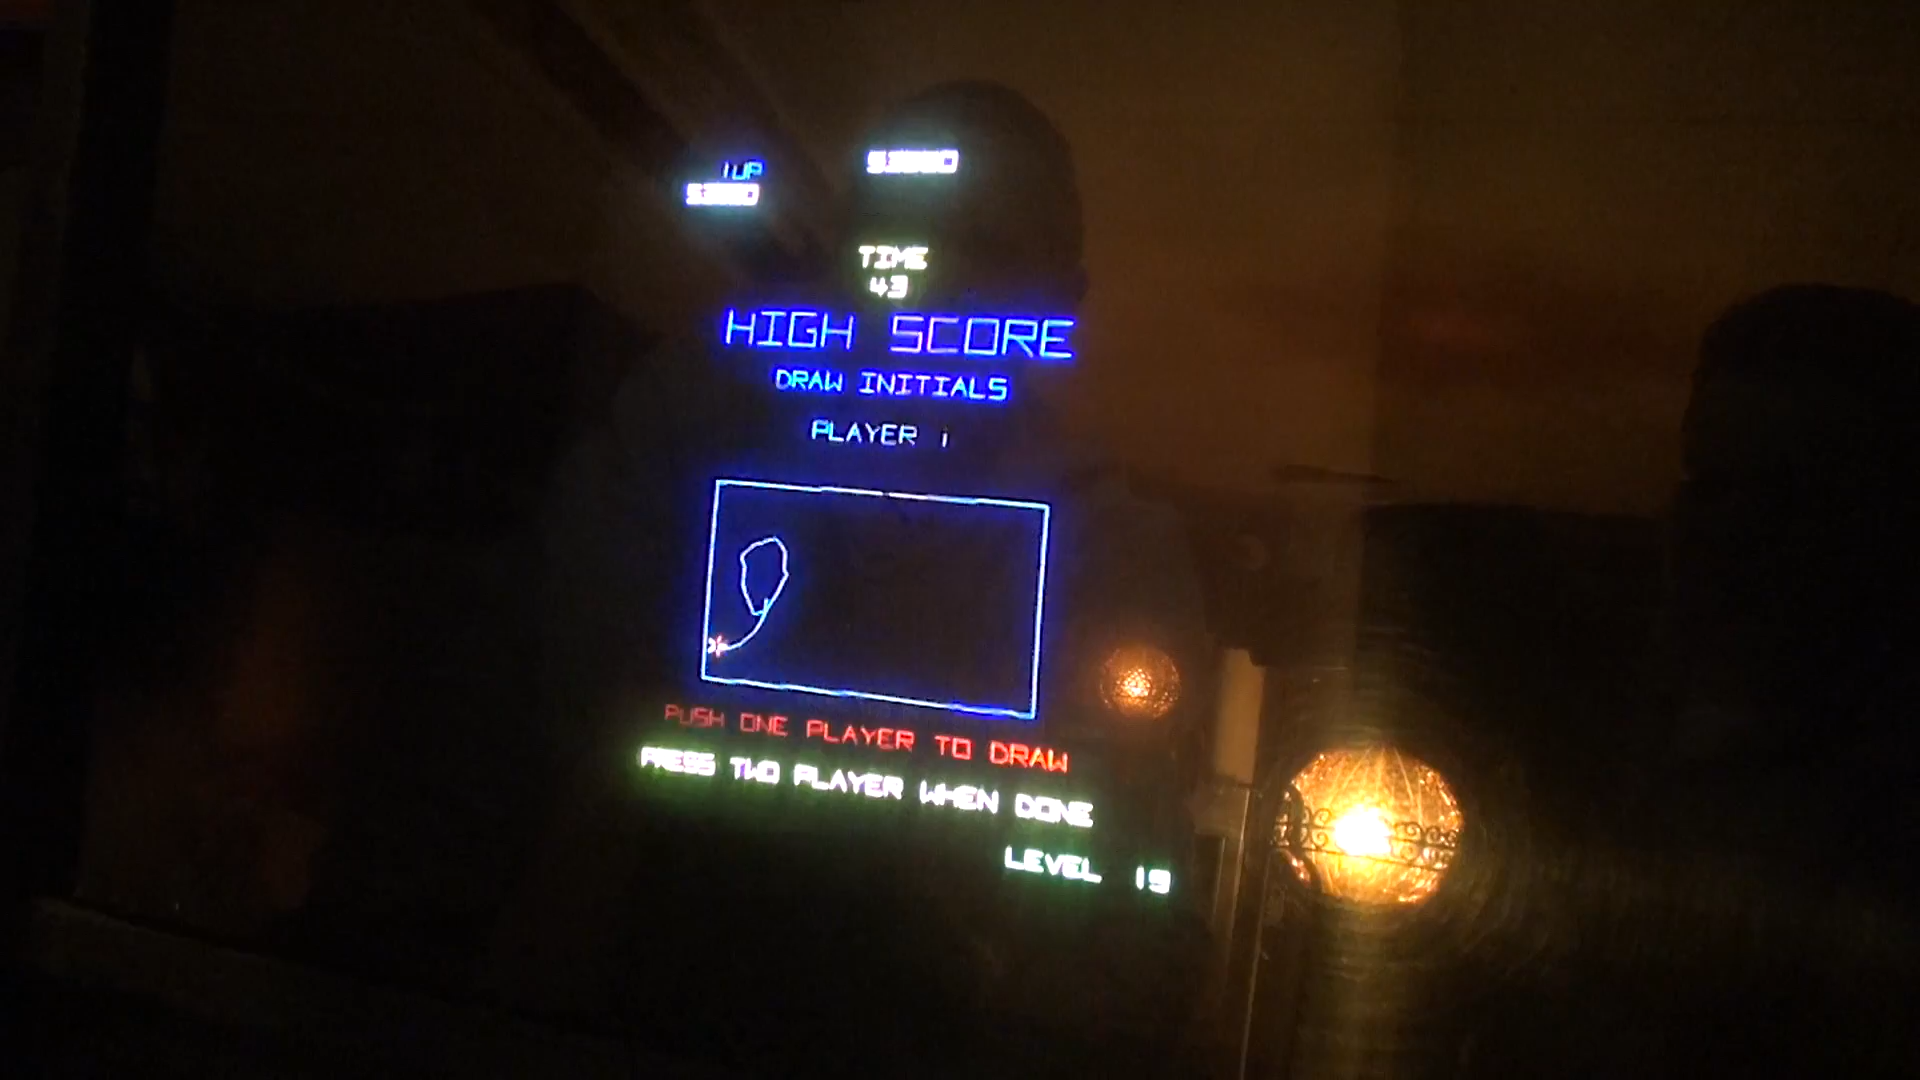 1UP
TIME
43
HIGH SCORE
DRAW INITIALS
PLAYER 1
PUSH ONE PLAYER TO DRAW
PRESS TWO PLAYER WHEN DONE
LEVEL 19